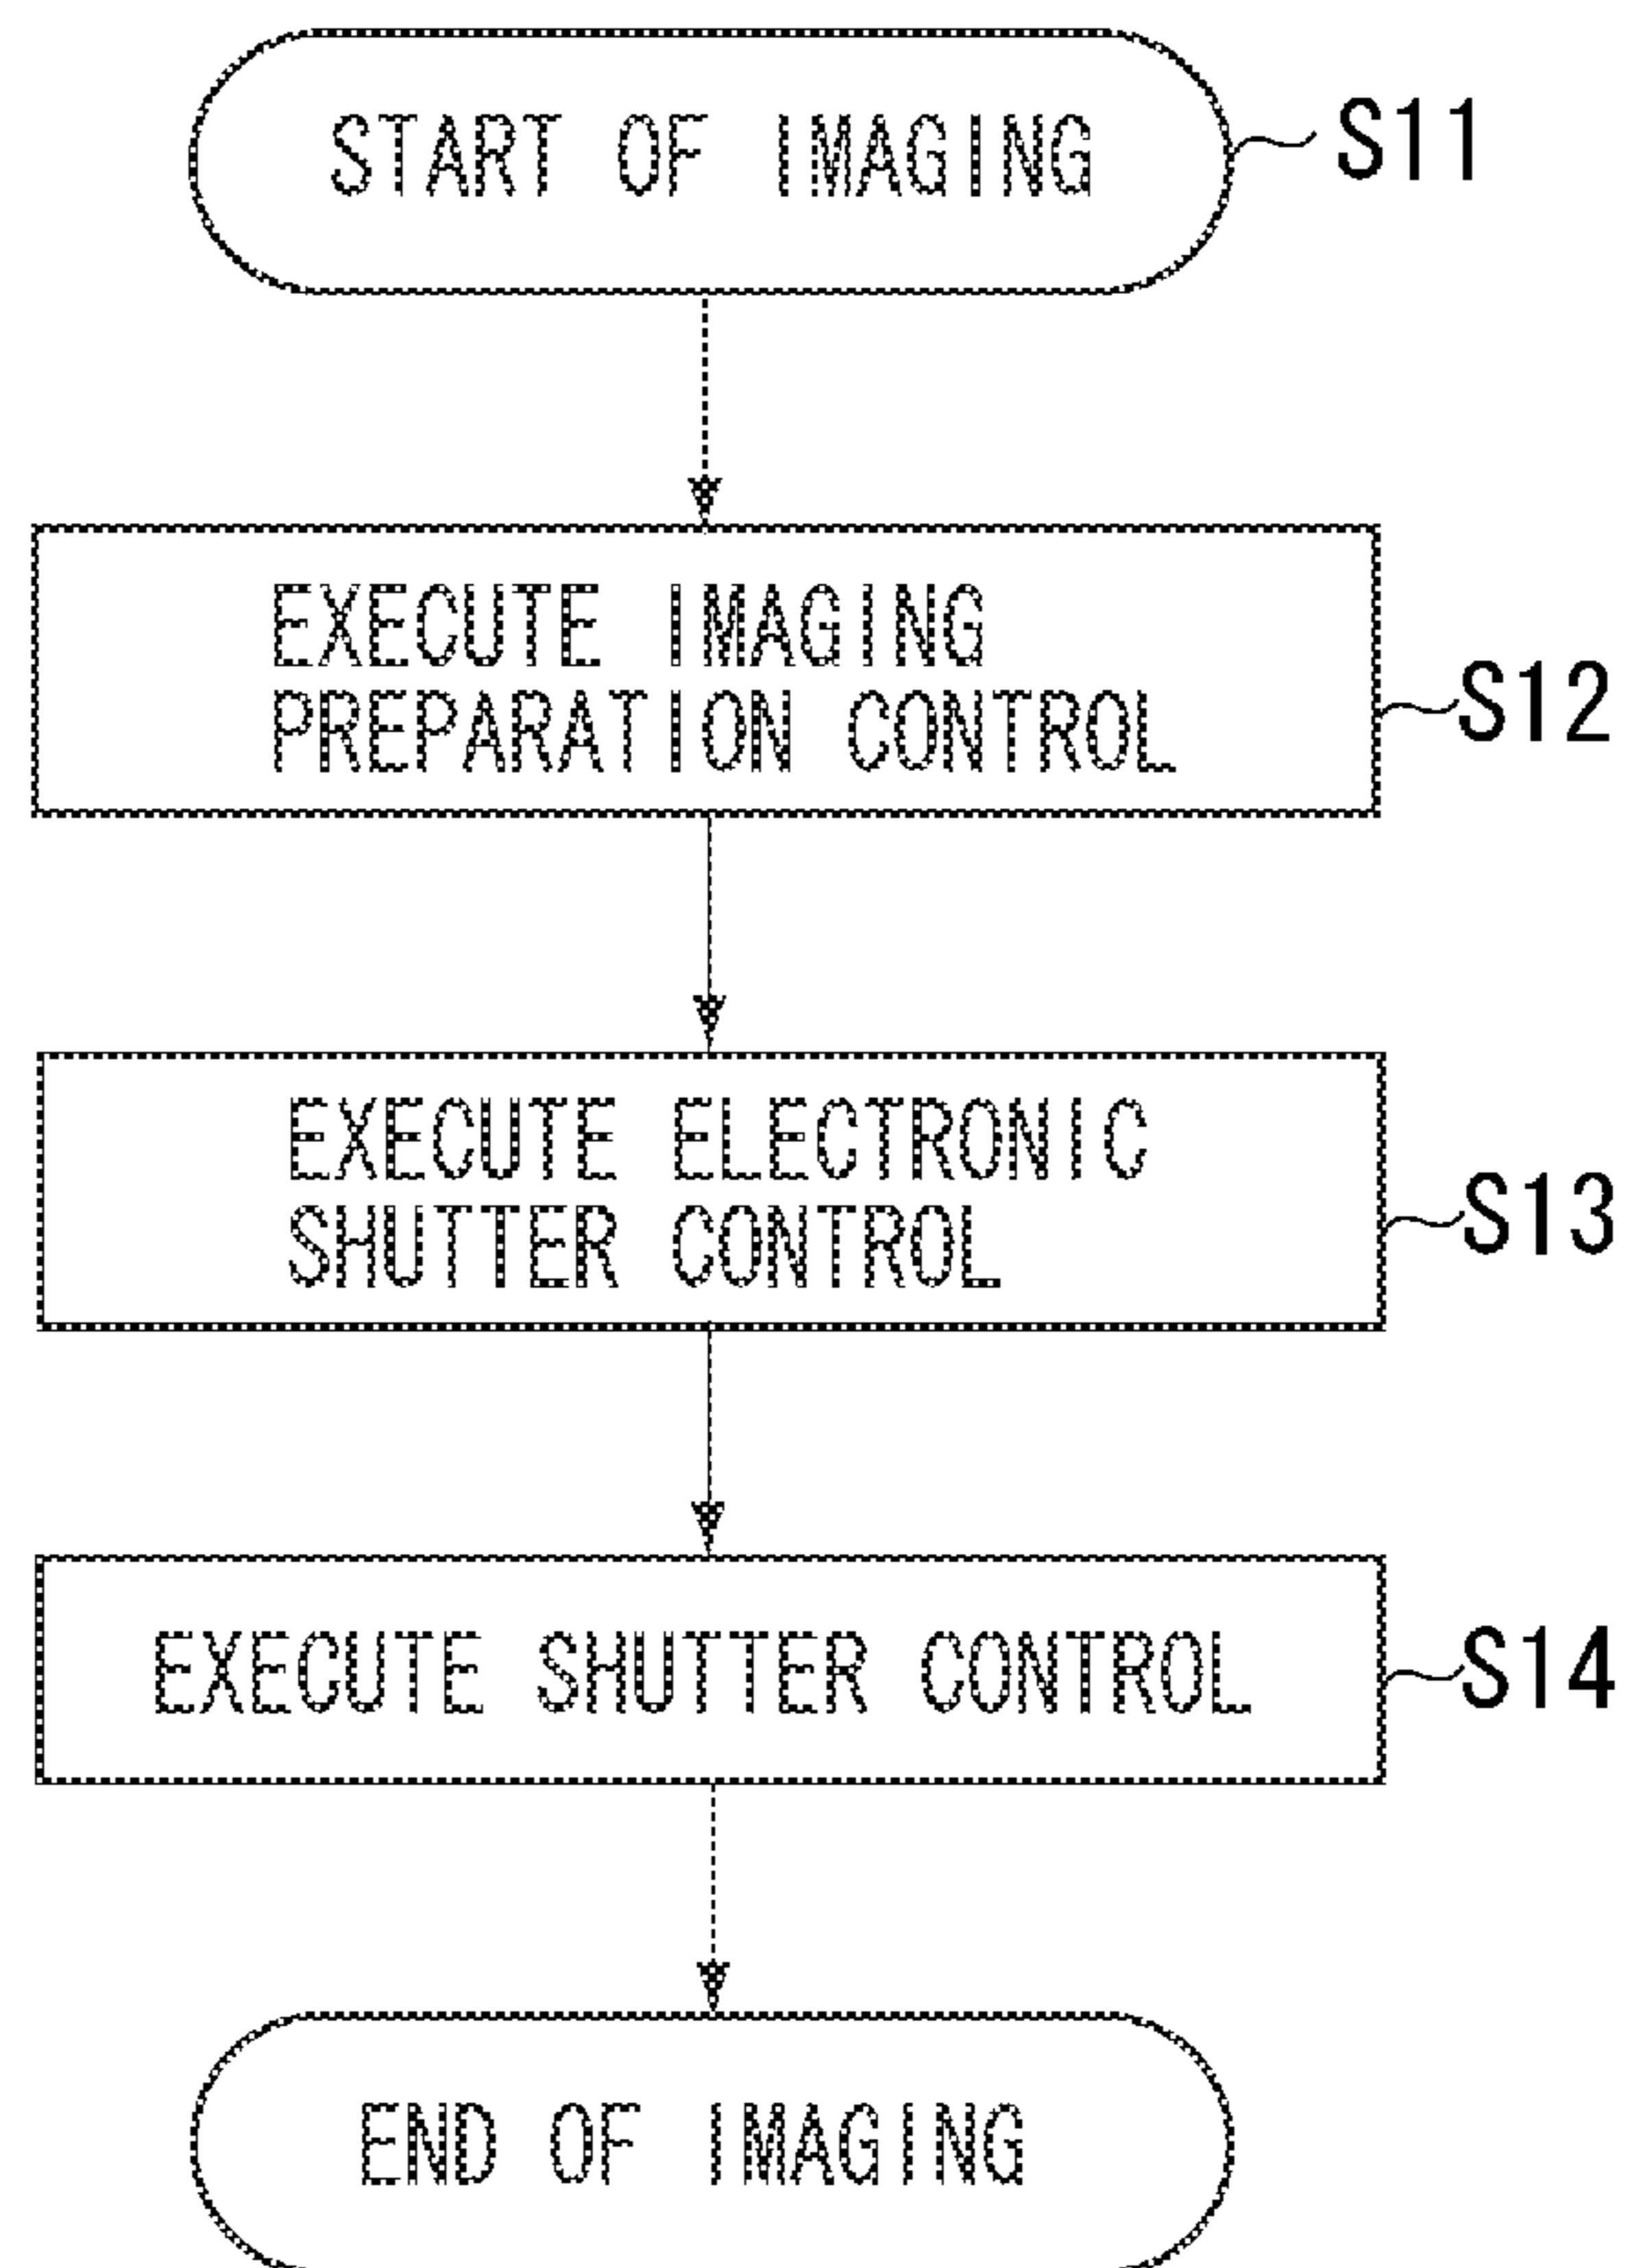 START OF IMAGING
S11
EXECUTE IMAGING
PREPARATION CONTROL
S12
EXECUTE ELECTRONIC
SHUTTER CONTROL
S13
EXECUTE SHUTTER CONTROL
S14
END OF IMAGING